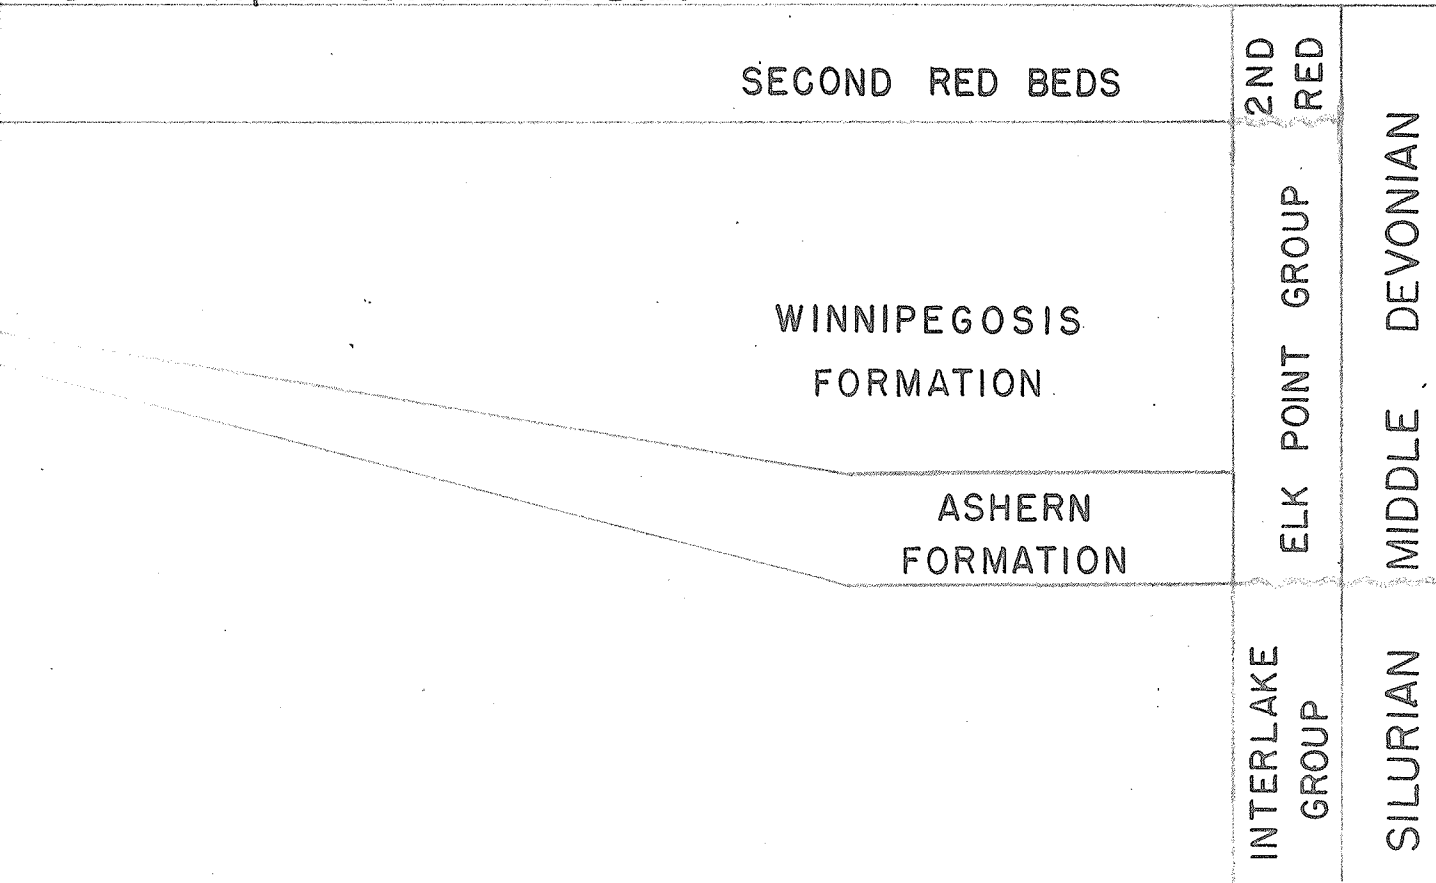 SECOND RED BEDS
2ND
RED
WINNIPEGOSIS
FORMATION
ASHERN
FORMATION
ELK POINT GROUP
MIDDLE DEVONIAN
INTERLAKE
GROUP
SILURIAN